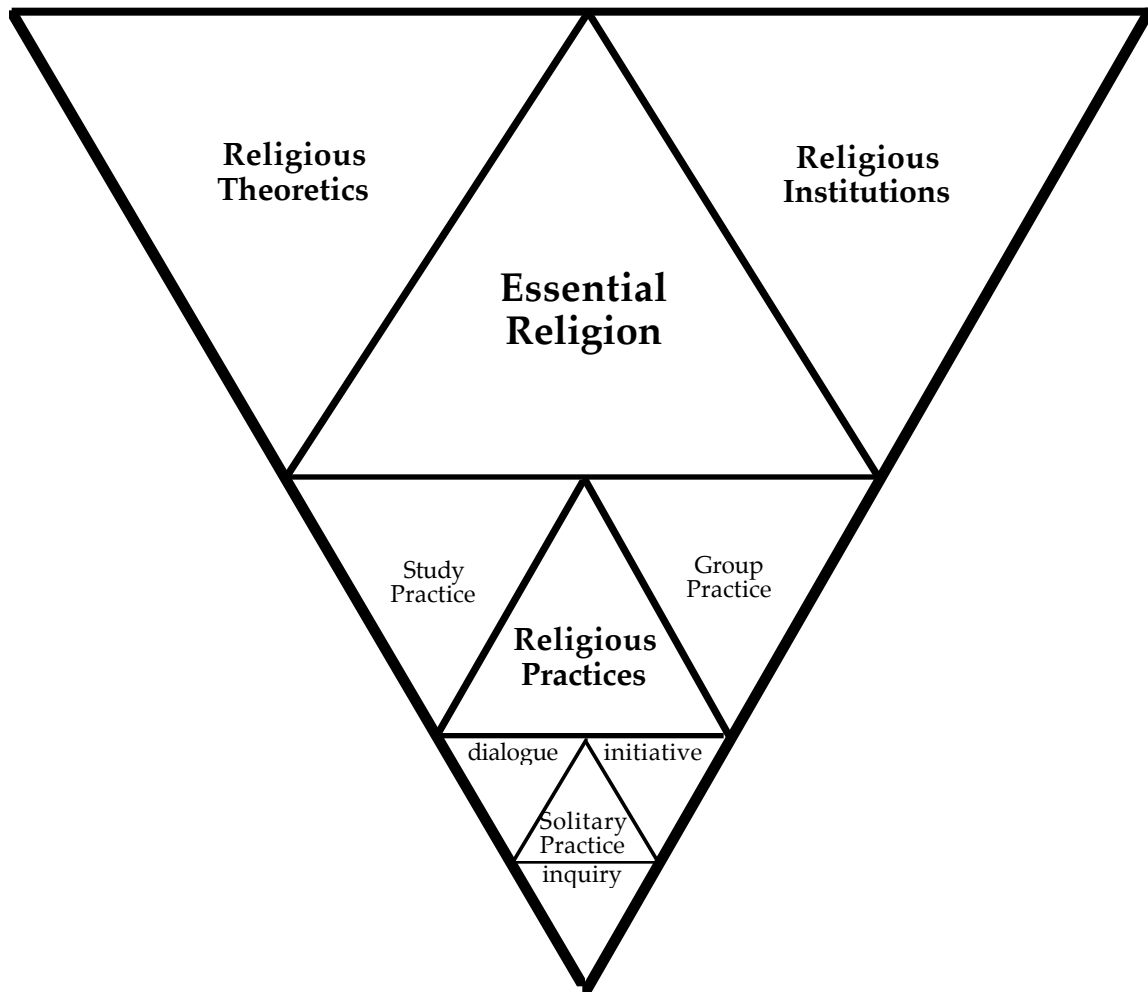 Religious
Theoretics
Religious
Institutions
Essential
Religion
Study
Practice
Group
Practice
Religious
Practices
dialogue
initiative
Solitary
Practice
inquiry